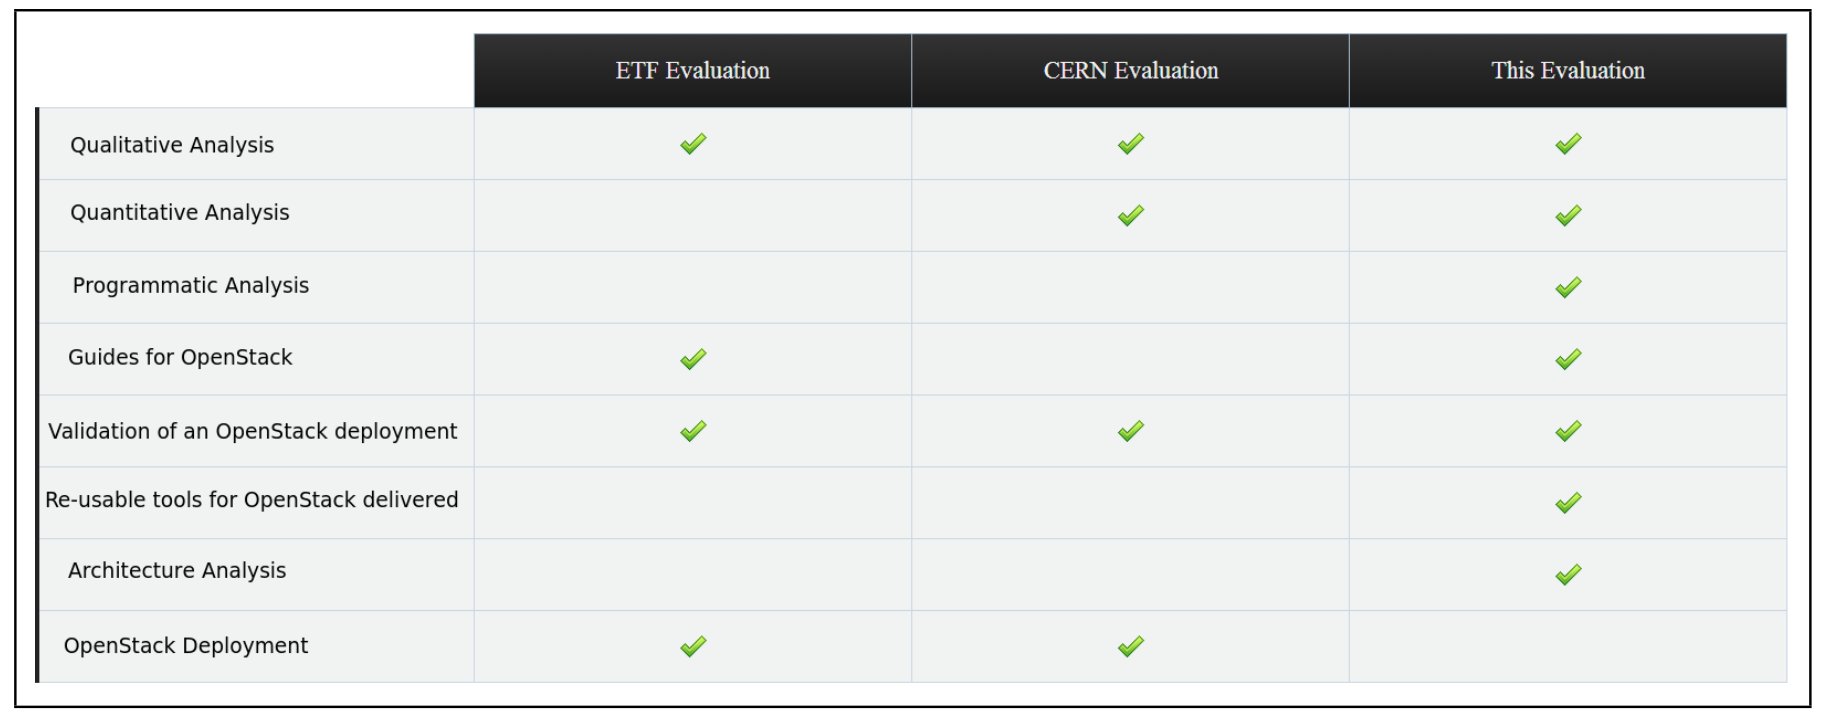 ETF Evaluation CERN Evaluation This Evaluation
Qualitative Analysis
Quantitative Analysis
Programmatic Analysis
Guides for OpenStack
Validation of an OpenStack deployment
Re-usable tools for OpenStack delivered
Architecture Analysis
OpenStack Deployment